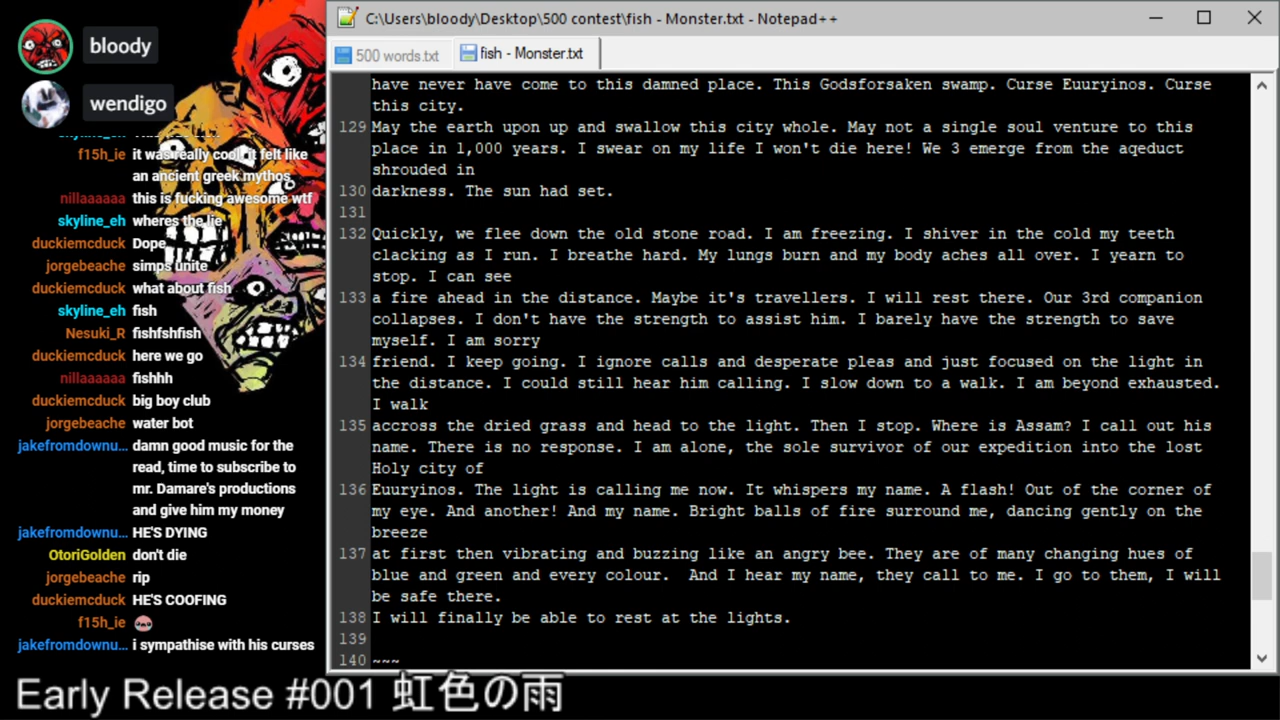 bloody
wendigo
skyline_eh
f15h_ie it was really cool it felt like
an ancient greek mythos
nillaaaaaa this is fucking awesome wtf
skyline_eh wheres the lie
duckiemcduck Dope
jorgebeache simps unite
duckiemcduck what about fish
skyline_eh fish
Nesuki_R fishfshfish
duckiemcduck here we go
nillaaaaaa fishhh
duckiemcduck big boy club
jorgebeache water bot
jakefromdownu... damn good music for the
read, time to subscribe to
mr. Damare's productions
and give him my money
jakefromdownu... HE'S DYING
OtoriGolden don't die
jorgebeache rip
duckiemcduck HE'S COOFING
f15h_ie
jakefromdownu... i sympathise with his curses
C:\Users\bloody\Desktop\500 contest\fish - Monster.txt - Notepad++
500 words.txt fish - Monster.txt
have never have come to this damned place. This Godsforsaken swamp. Curse Euuryinos. Curse
this city.
129 May the earth upon up and swallow this city whole. May not a single soul venture to this
place in 1,000 years. I swear on my life I won't die here! We 3 emerge from the aqeduct
shrouded in
130 darkness. The sun had set.
131
132 Quickly, we flee down the old stone road. I am freezing. I shiver in the cold my teeth
clacking as I run. I breathe hard. My lungs burn and my body aches all over. I yearn to
stop. I can see
133 a fire ahead in the distance. Maybe it's travellers. I will rest there. Our 3rd companion
collapses. I don't have the strength to assist him. I barely have the strength to save
myself. I am sorry
134 friend. I keep going. I ignore calls and desperate pleas and just focused on the light in
the distance. I could still hear him calling. I slow down to a walk. I am beyond exhausted.
I walk
135 accross the dried grass and head to the light. Then I stop. Where is Assam? I call out his
name. There is no response. I am alone, the sole survivor of our expedition into the lost
Holy city of
136 Euuryinos. The light is calling me now. It whispers my name. A flash! Out of the corner of
my eye. And another! And my name. Bright balls of fire surround me, dancing gently on the
breeze
137 at first then vibrating and buzzing like an angry bee. They are of many changing hues of
blue and green and every colour.  And I hear my name, they call to me. I go to them, I will
be safe there.
138 I will finally be able to rest at the lights.
139
140 ~~~
Early Release #001 虹色の雨